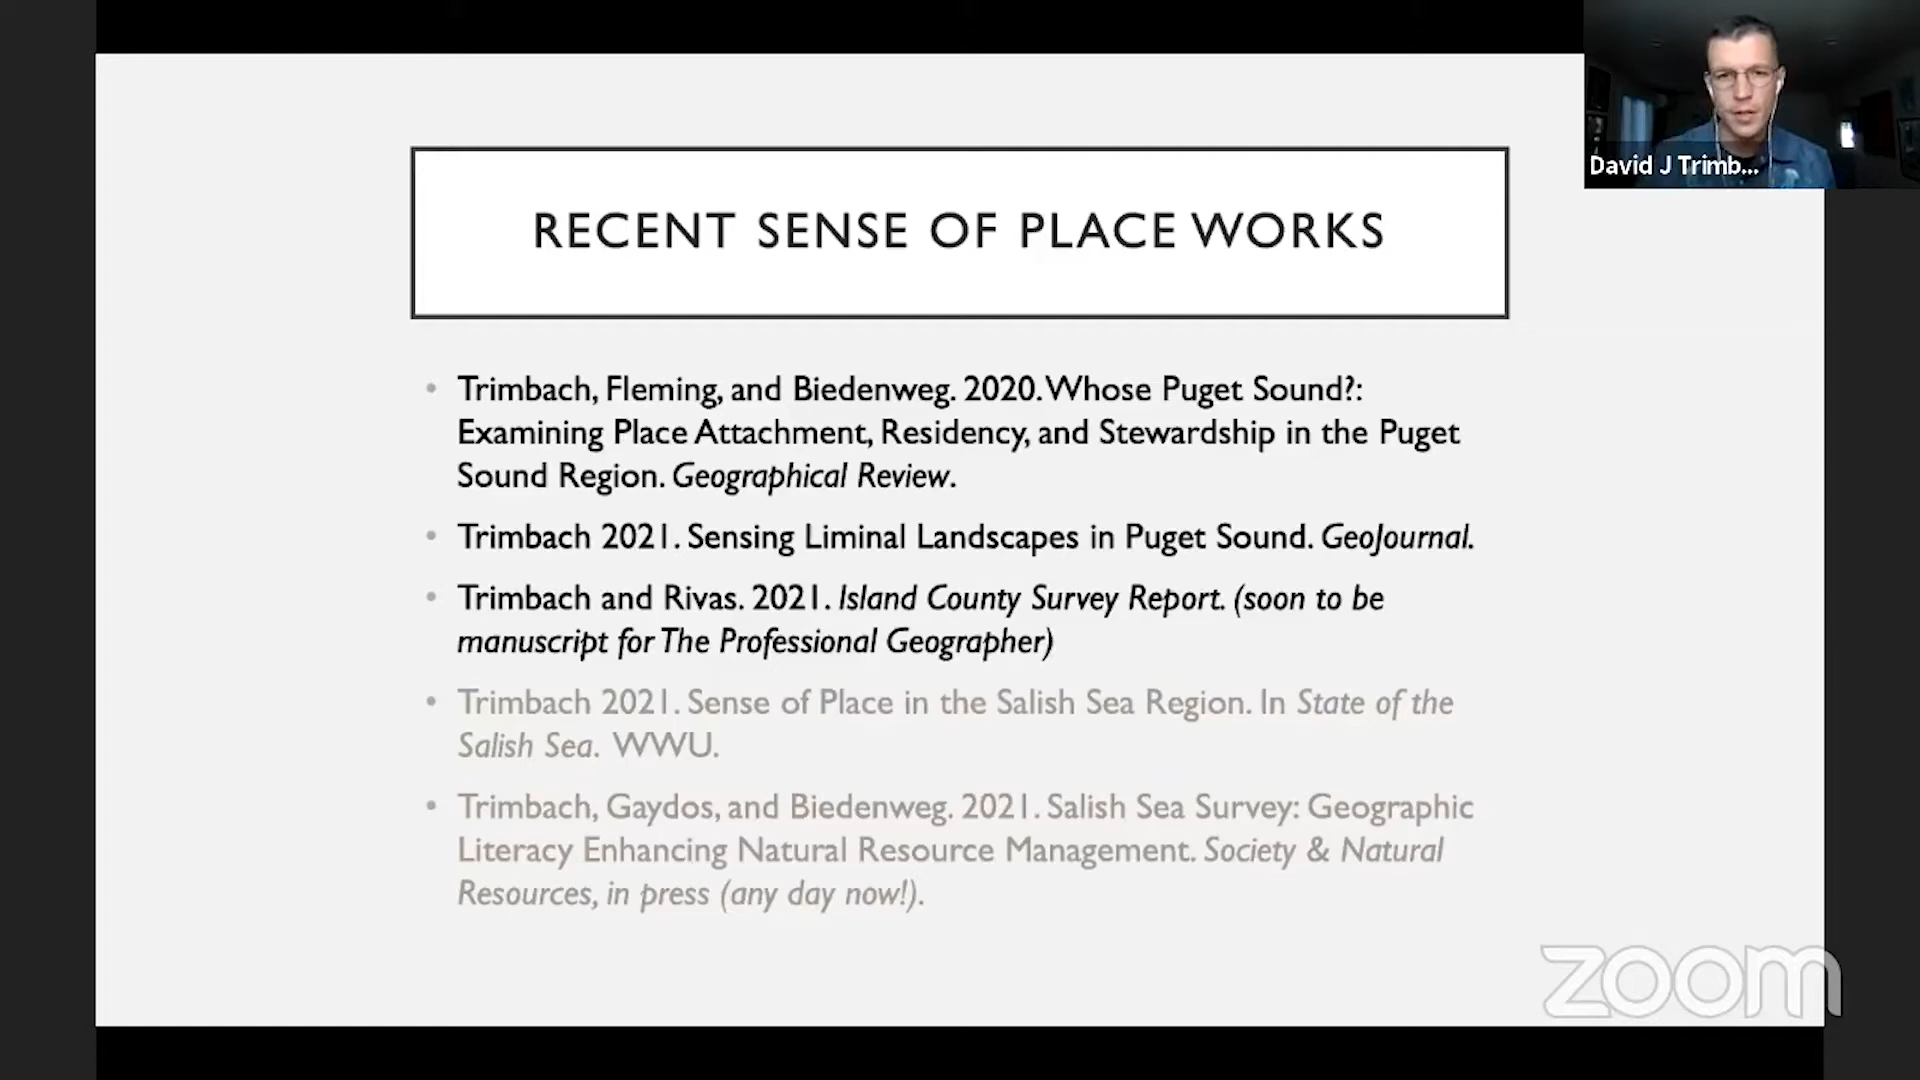 David J Trimb...
RECENT SENSE OF PLACE WORKS
• Trimbach, Fleming, and Biedenweg. 2020. Whose Puget Sound?:
Examining Place Attachment, Residency, and Stewardship in the Puget
Sound Region. Geographical Review.
• Trimbach 2021. Sensing Liminal Landscapes in Puget Sound. GeoJournal.
• Trimbach and Rivas. 2021. Island County Survey Report. (soon to be
manuscript for The Professional Geographer)
• Trimbach 2021. Sense of Place in the Salish Sea Region. In State of the
Salish Sea. WWU.
• Trimbach, Gaydos, and Biedenweg. 2021. Salish Sea Survey: Geographic
Literacy Enhancing Natural Resource Management. Society & Natural
Resources, in press (any day now!).
zoom